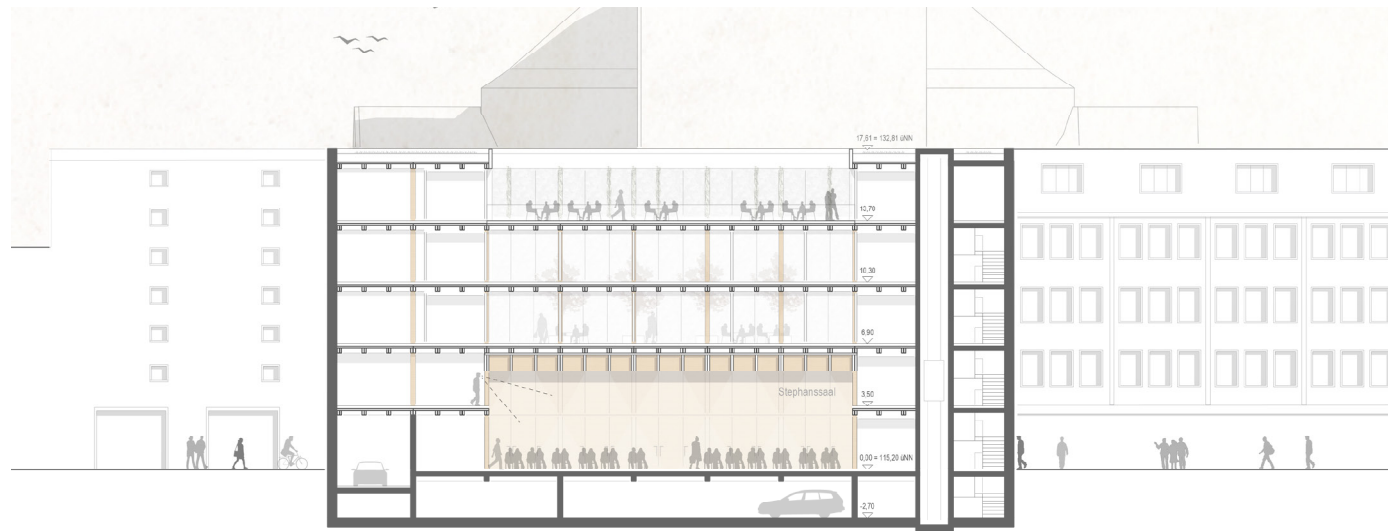 17,61 = 132,81 üNN
13,70
10,30
6,90
Stephanssaal
3,50
0,00 = 115,20 üNN
-2,70